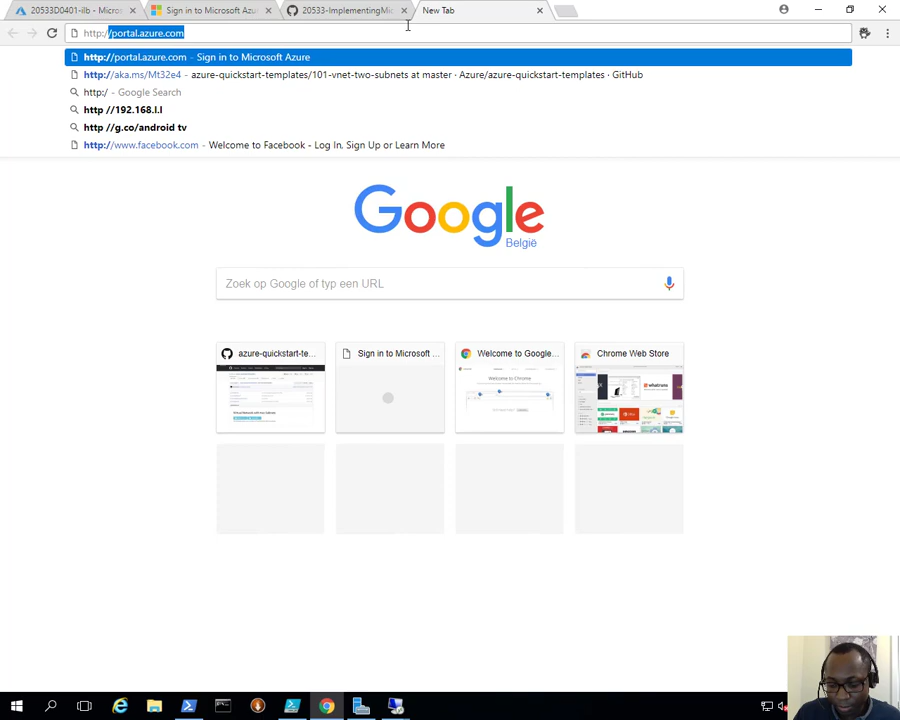 20533D0401-ilb - Micros
Sign in to Microsoft Azu
20533-ImplementingMic
New Tab
http://portal.azure.com
http://portal.azure.com - Sign in to Microsoft Azure
http://aka.ms/Mt32e4 - azure-quickstart-templates/101-vnet-two-subnets at master · Azure/azure-quickstart-templates · GitHub
http:/ - Google Search
http //192.168.l.l
http //g.co/android tv
http://www.facebook.com - Welcome to Facebook - Log In, Sign Up or Learn More
Google
België
Zoek op Google of typ een URL
azure-quickstart-te...
Sign in to Microsoft ...
Welcome to Google...
Chrome Web Store
Welcome to Chrome